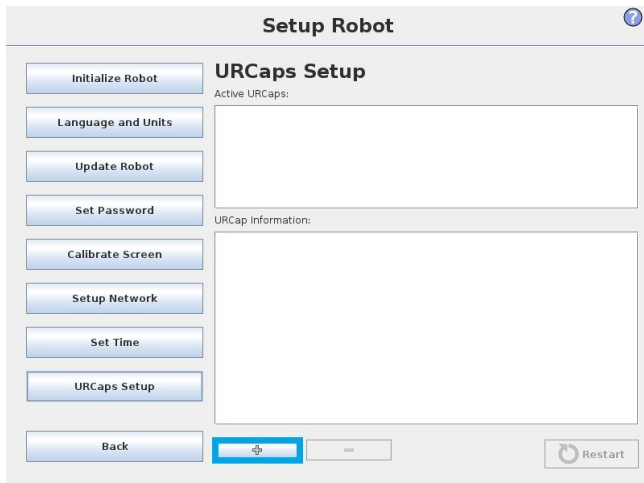 Setup Robot
?
Initialize Robot
Language and Units
Update Robot
Set Password
Calibrate Screen
Setup Network
Set Time
URCaps Setup
Back
URCaps Setup
Active URCaps:
URCap Information:
+
−
Restart